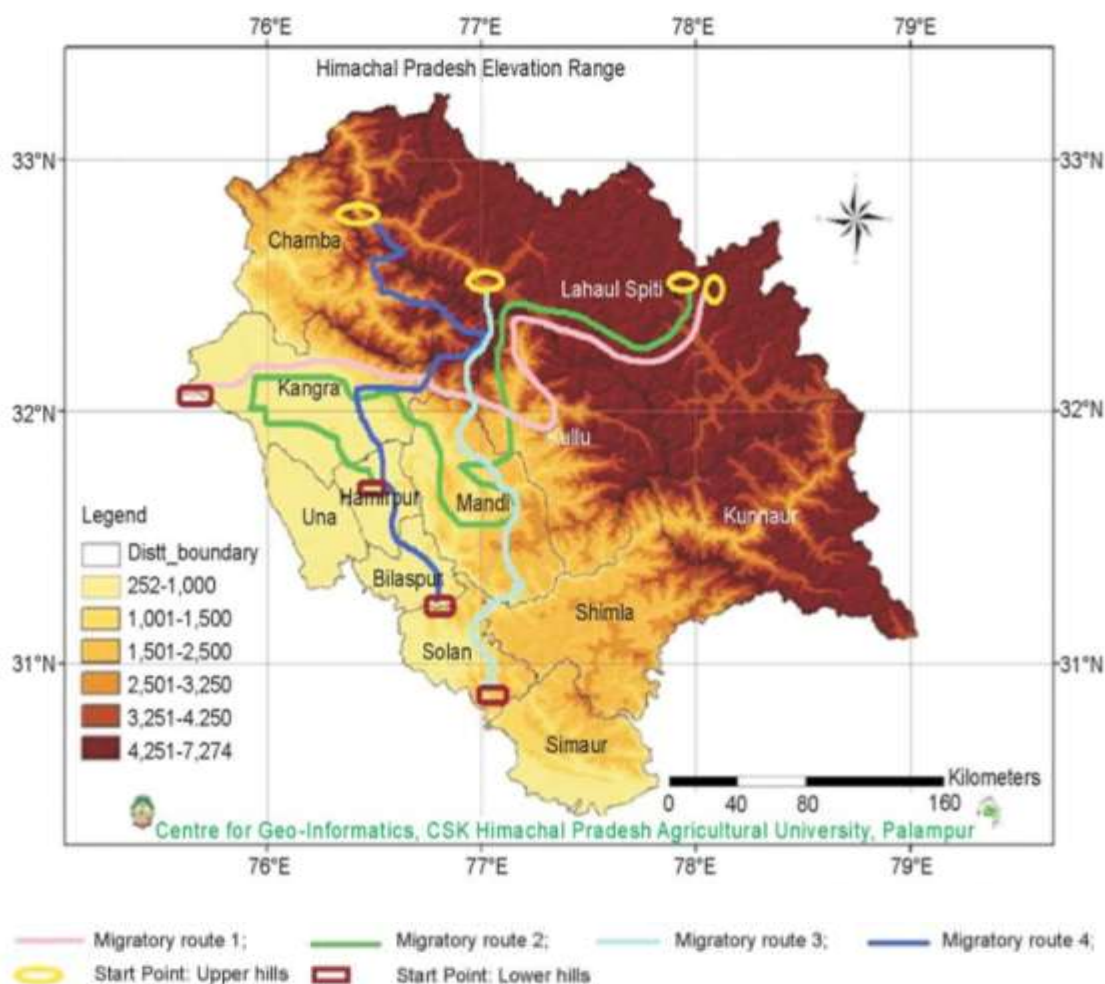 76°E 77°E 78°E 79°E
Himachal Pradesh Elevation Range
33°N 33°N
Chamba
Lahaul Spiti
Kangra
32°N 32°N
Kullu
Hamirpur
Mandi
Legend
Una
Kunnaur
Distt_boundary
252-1,000
Bilaspur
1,001-1,500
Shimla
1,501-2,500
Solan
31°N 31°N
2,501-3,250
3,251-4.250
4,251-7,274
Simaur
Kilometers
0 40 80 160
Centre for Geo-Informatics, CSK Himachal Pradesh Agricultural University, Palampur
76°E 77°E 78°E 79°E
Migratory route 1; Migratory route 2; Migratory route 3; Migratory route 4;
Start Point: Upper hills Start Point: Lower hills